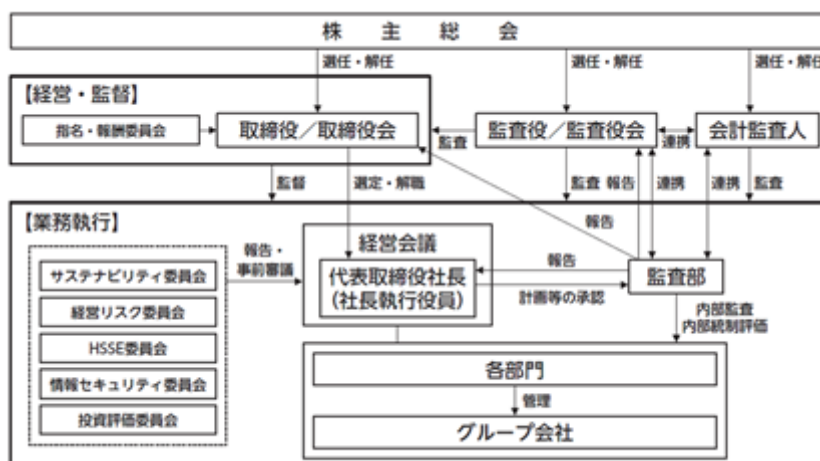 株 主 総 会
選任・解任
選任・解任
選任・解任
【経営・監督】
指名・報酬委員会
取締役／取締役会
監査
監査役／監査役会
連携
会計監査人
監督
選定・解職
監査 報告
連携
連携
監査
【業務執行】
報告
サステナビリティ委員会
経営リスク委員会
HSSE委員会
情報セキュリティ委員会
投資評価委員会
報告・
事前審議
経営会議
代表取締役社長
（社長執行役員）
報告
計画等の承認
監査部
内部監査
内部統制評価
各部門
管理
グループ会社